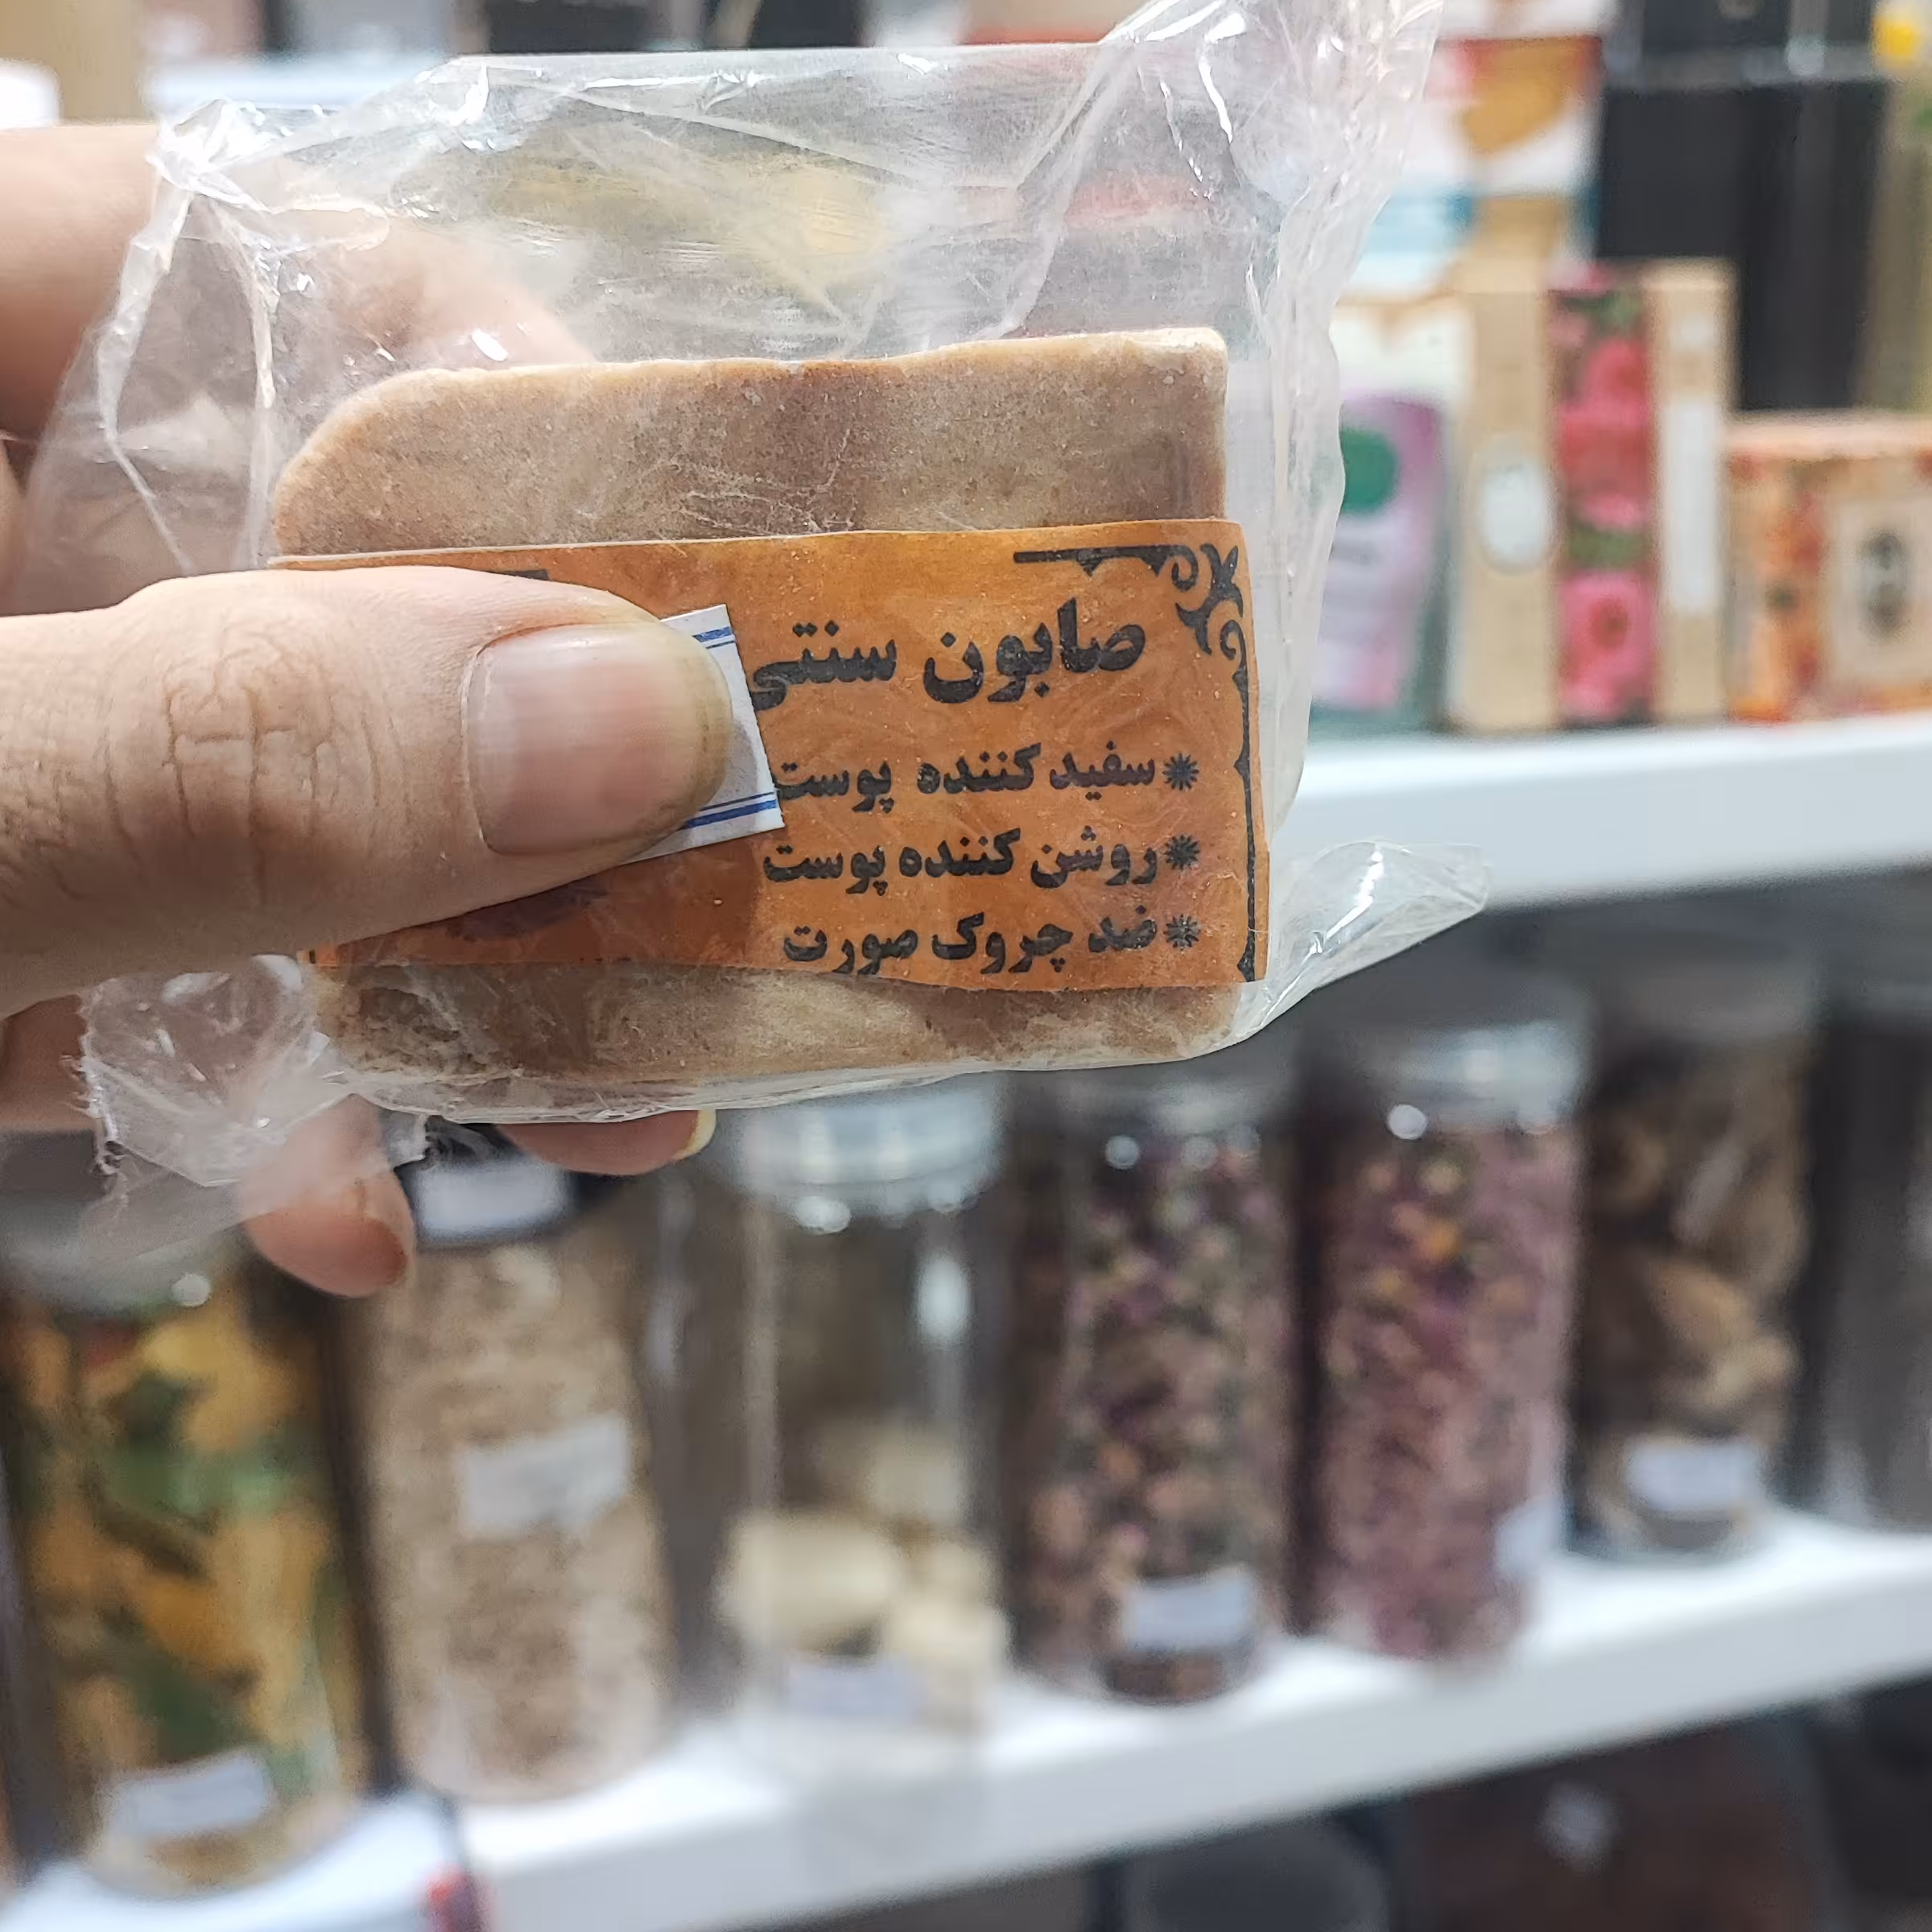 صابون سنتی
سفید کننده پوست
روشن کننده پوست
ضد چروک صورت